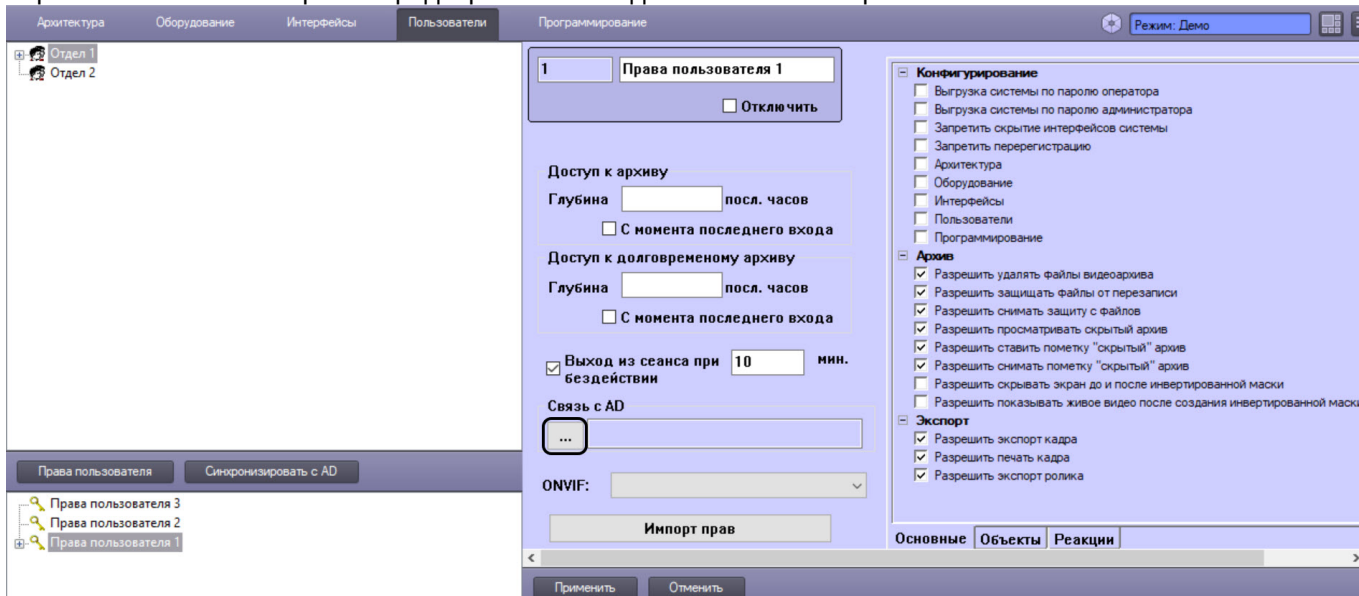 Архитектура Оборудование Интерфейсы Пользователи Программирование Режим: Демо
Отдел 1
Отдел 2
Права пользователя Синхронизировать с AD
Права пользователя 3
Права пользователя 2
Права пользователя 1
1 Права пользователя 1
Отключить
Доступ к архиву
Глубина посл. часов
С момента последнего входа
Доступ к долговременому архиву
Глубина посл. часов
С момента последнего входа
Выход из сеанса при 10 мин.
бездействии
Связь с AD
...
ONVIF:
Импорт прав
Конфигурирование
Выгрузка системы по паролю оператора
Выгрузка системы по паролю администратора
Запретить скрытие интерфейсов системы
Запретить перерегистрацию
Архитектура
Оборудование
Интерфейсы
Пользователи
Программирование
Архив
Разрешить удалять файлы видеоархива
Разрешить защищать файлы от перезаписи
Разрешить снимать защиту с файлов
Разрешить просматривать скрытый архив
Разрешить ставить пометку "скрытый" архив
Разрешить снимать пометку "скрытый" архив
Разрешить скрывать экран до и после инвертированной маски
Разрешить показывать живое видео после создания инвертированной маски
Экспорт
Разрешить экспорт кадра
Разрешить печать кадра
Разрешить экспорт ролика
Основные Объекты Реакции
Применить Отменить